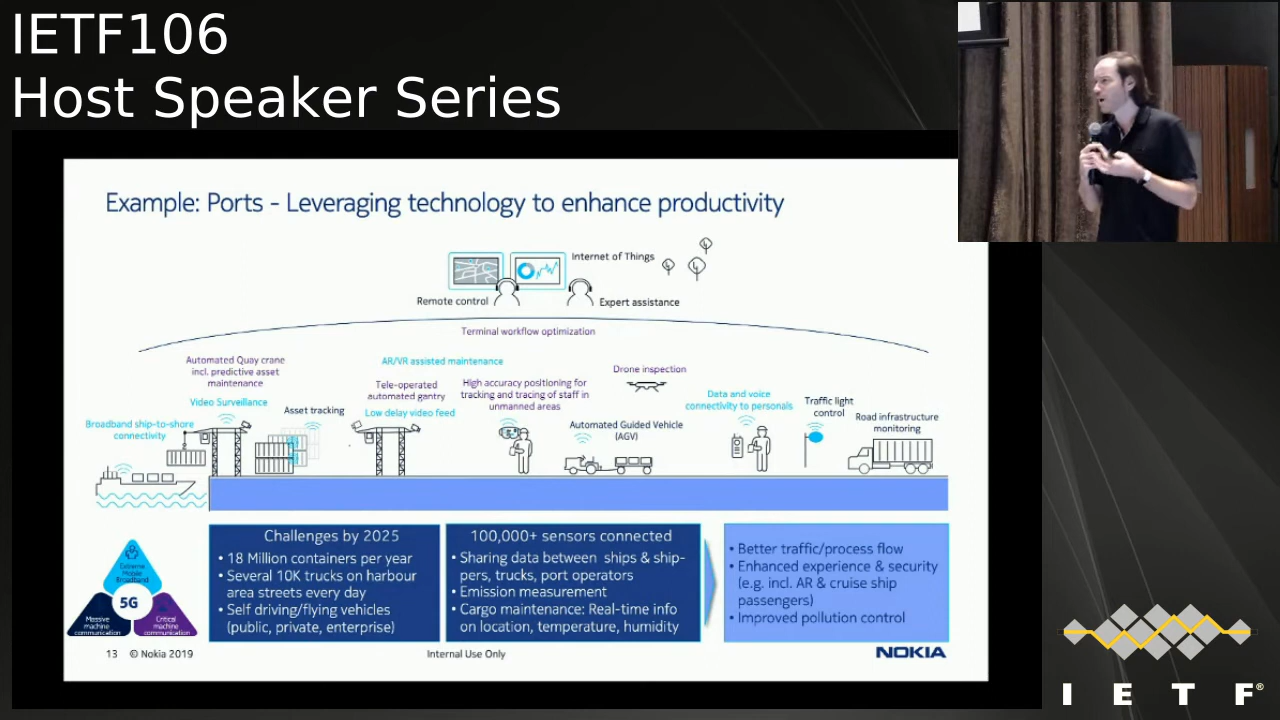 IETF106
Host Speaker Series
Example: Ports - Leveraging technology to enhance productivity
Internet of Things
Remote control
Expert assistance
Terminal workflow optimization
Automated Quay crane
incl. predictive asset
maintenance
AR/VR assisted maintenance
Drone inspection
Tele-operated
automated gantry
High accuracy positioning for
tracking and tracing of staff in
unmanned areas
Video Surveillance
Asset tracking
Low delay video feed
Data and voice
connectivity to personals
Traffic light
control
Broadband ship-to-shore
connectivity
Automated Guided Vehicle
(AGV)
Road infrastructure
monitoring
Extreme
Mobile
Broadband
5G
Massive
machine
communication
Critical
machine
communication
Challenges by 2025
• 18 Million containers per year
• Several 10K trucks on harbour
area streets every day
• Self driving/flying vehicles
(public, private, enterprise)
100,000+ sensors connected
• Sharing data between ships & ship-
pers, trucks, port operators
• Emission measurement
• Cargo maintenance: Real-time info
on location, temperature, humidity
• Better traffic/process flow
• Enhanced experience & security
(e.g. incl. AR & cruise ship
passengers)
• Improved pollution control
13 © Nokia 2019
Internal Use Only
NOKIA
I E T F®